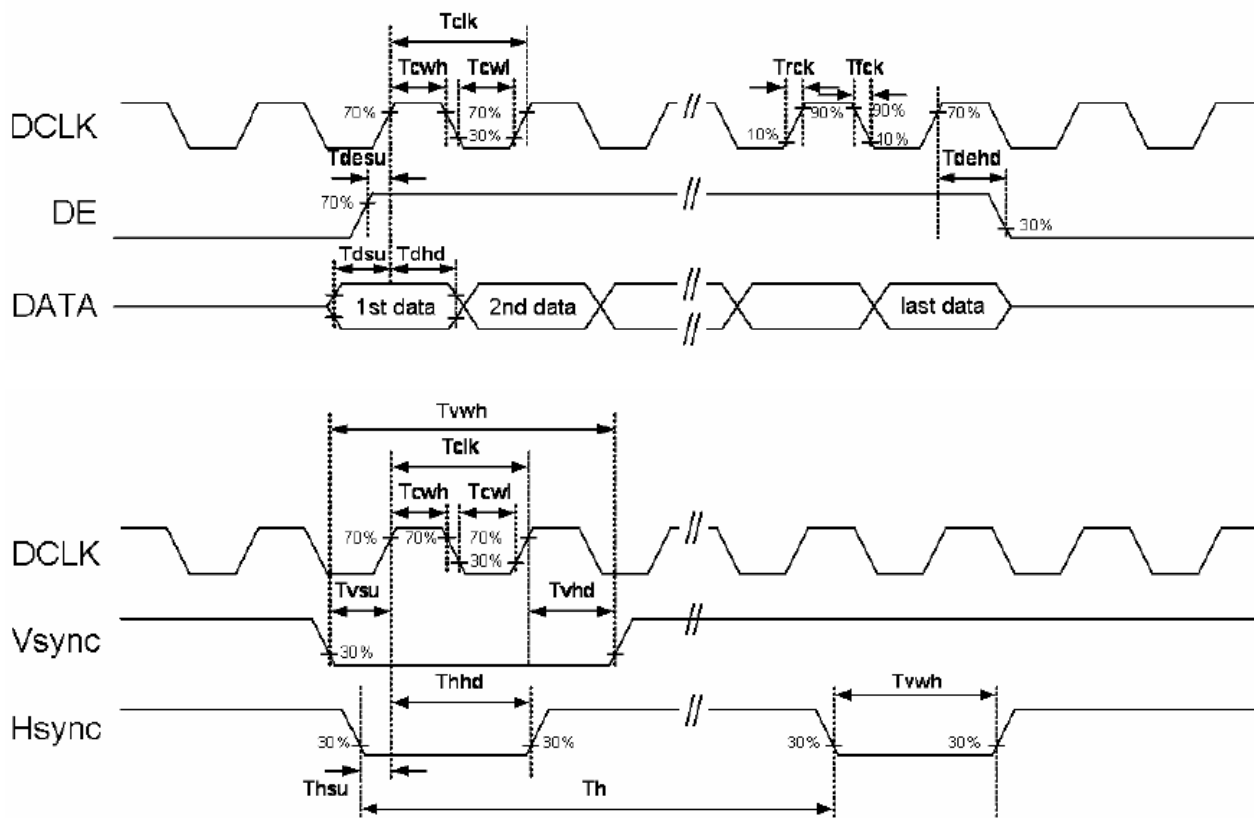 Tclk
Tcwh Tcwl Trck Tfck
DCLK 70% 70% 30% 10% 90% 90% 10% 70%
Tdesu Tdehd
DE 70% 30%
Tdsu Tdhd
DATA 1st data 2nd data last data
Tvwh
Tclk
Tcwh Tcwl
DCLK 70% 70% 70% 30%
Tvsu Tvhd
Vsync 30%
Thhd Tvwh
Hsync 30% 30% 30% 30%
Thsu Th